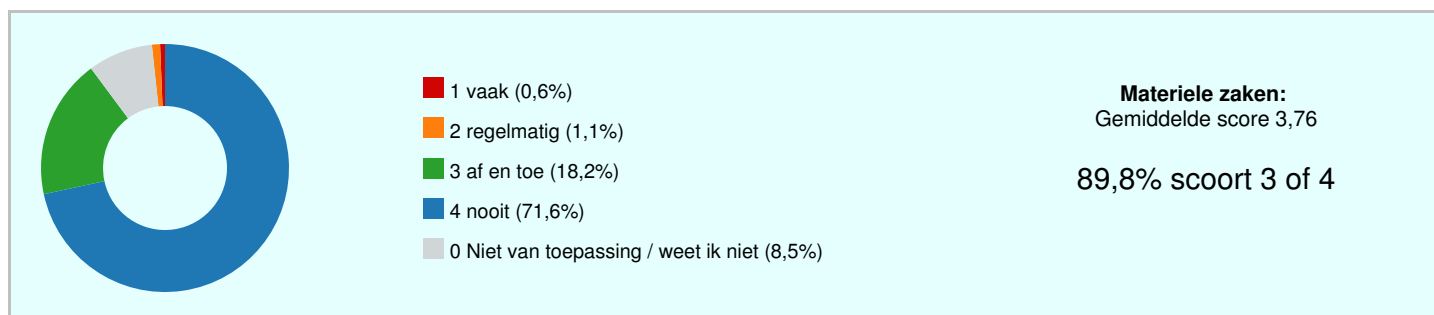 1 vaak (0,6%)
2 regelmatig (1,1%)
3 af en toe (18,2%)
4 nooit (71,6%)
0 Niet van toepassing / weet ik niet (8,5%)
Materiele zaken:
Gemiddelde score 3,76
89,8% scoort 3 of 4